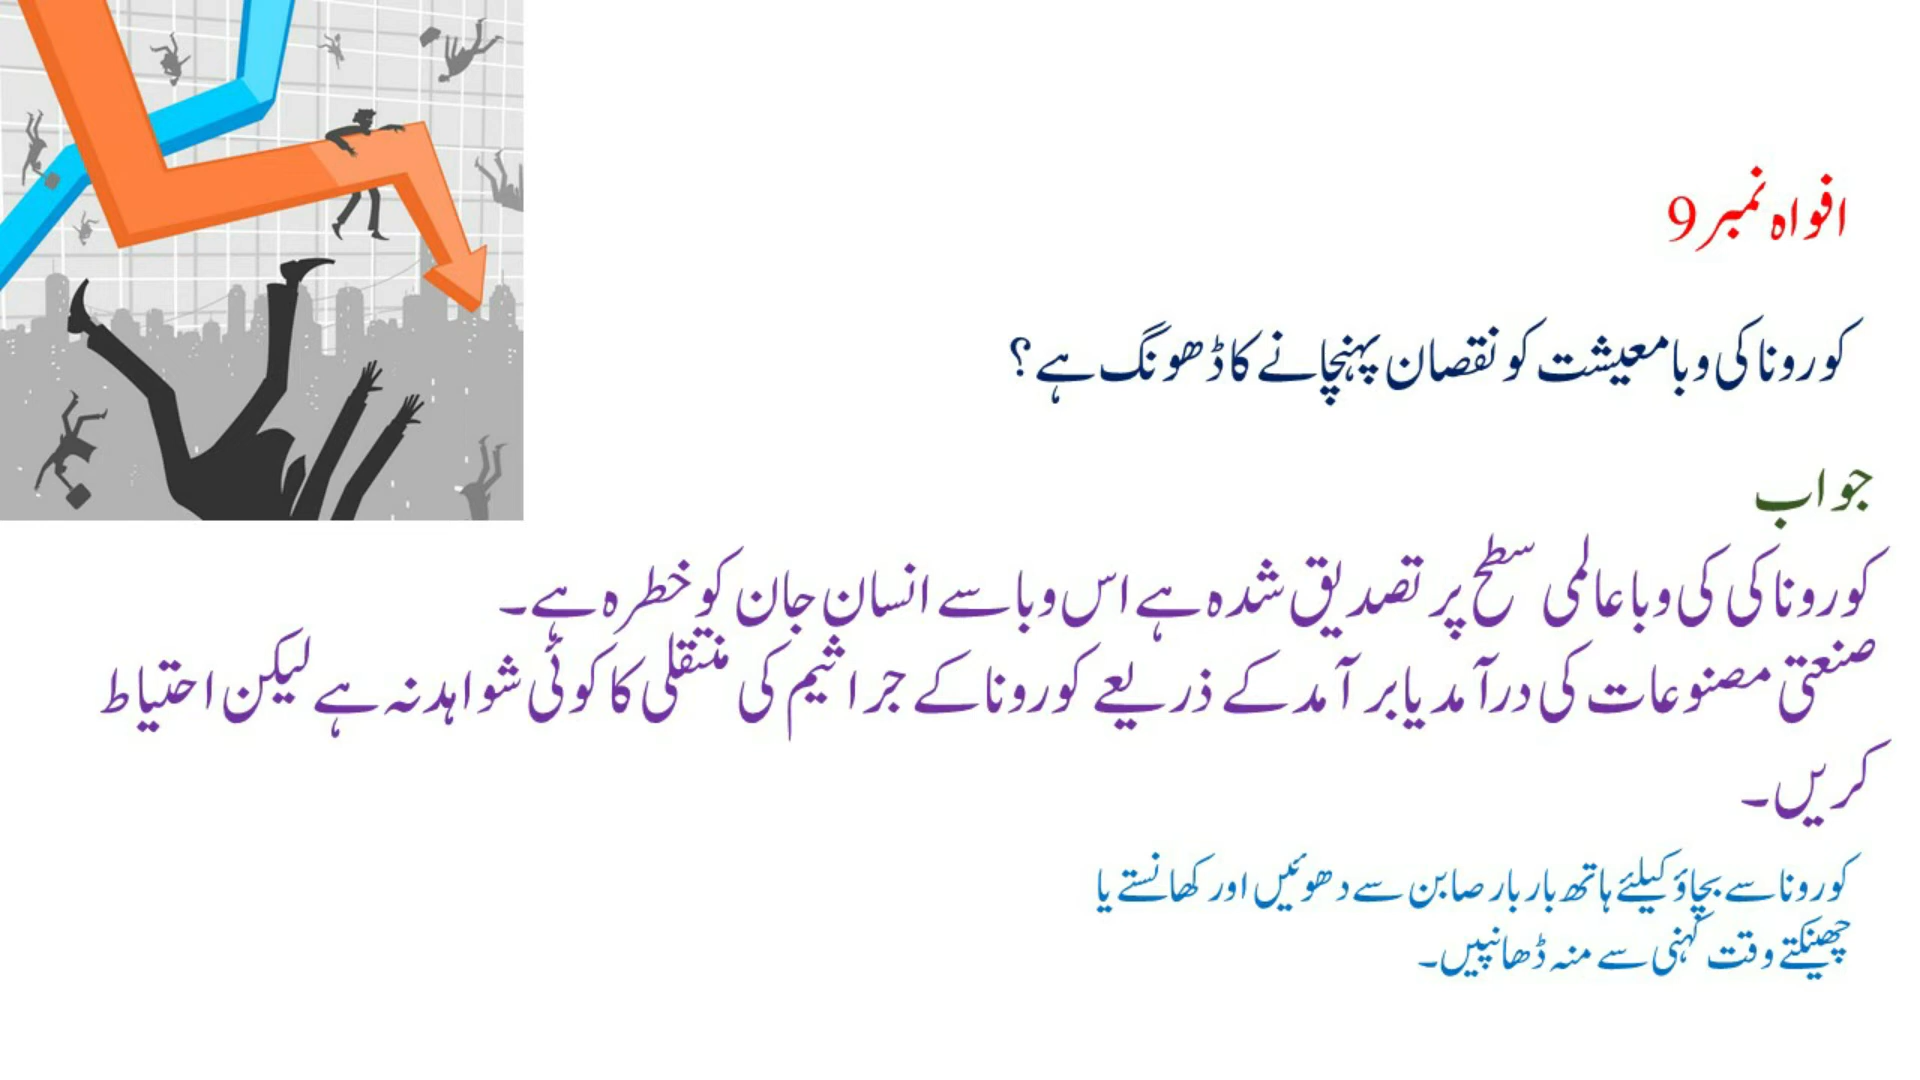 افواہ نمبر 9
کورونا کی وبا معیشت کو نقصان پہنچانے کا ڈھونگ ہے؟
جواب
کورونا کی کی وبا عالمی سطح پر تصدیق شدہ ہے اس وبا سے انسان جان کو خطرہ ہے۔
صنعتی مصنوعات کی درآمد یا برآمد کے ذریعے کورونا کے جراثیم کی منتقلی کا کوئی شواہد نہ ہے لیکن احتیاط
کریں۔
کورونا سے بچاؤ کیلئے ہاتھ بار بار صابن سے دھوئیں اور کھانستے یا
چھینکتے وقت کہنی سے منہ ڈھانپیں۔